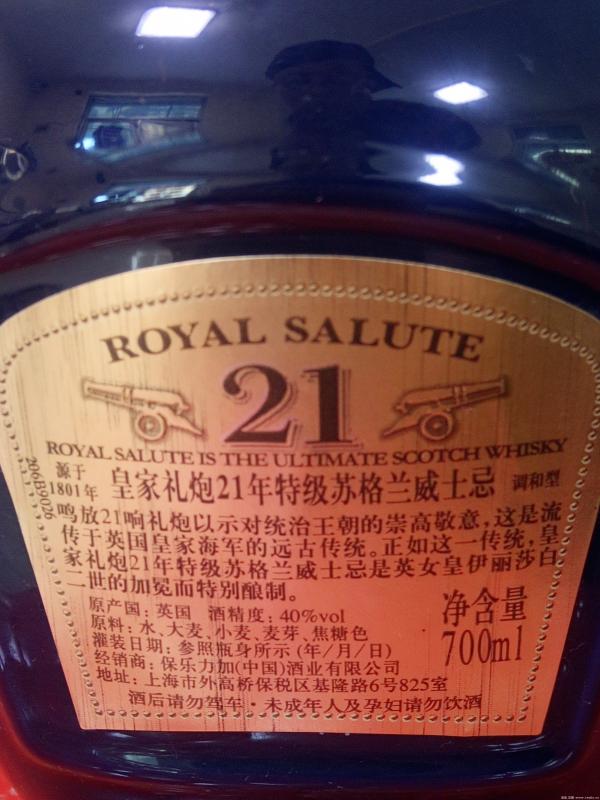 ROYAL SALUTE
21
ROYAL SALUTE IS THE ULTIMATE SCOTCH WHISKY
源于
1801年
皇家礼炮21年特级苏格兰威士忌 调和型
鸣放21响礼炮以示对统治王朝的崇高敬意,这是流
传于英国皇家海军的远古传统。正如这一传统,皇
家礼炮21年特级苏格兰威士忌是英女皇伊丽莎白
二世的加冕而特别酿制。
原产国:英国 酒精度:40%vol
原料:水、大麦、小麦、麦芽、焦糖色
灌装日期:参照瓶身所示(年/月/日)
经销商:保乐力加(中国)酒业有限公司
地址:上海市外高桥保税区基隆路6号825室
净含量
700ml
酒后请勿驾车·未成年人及孕妇请勿饮酒